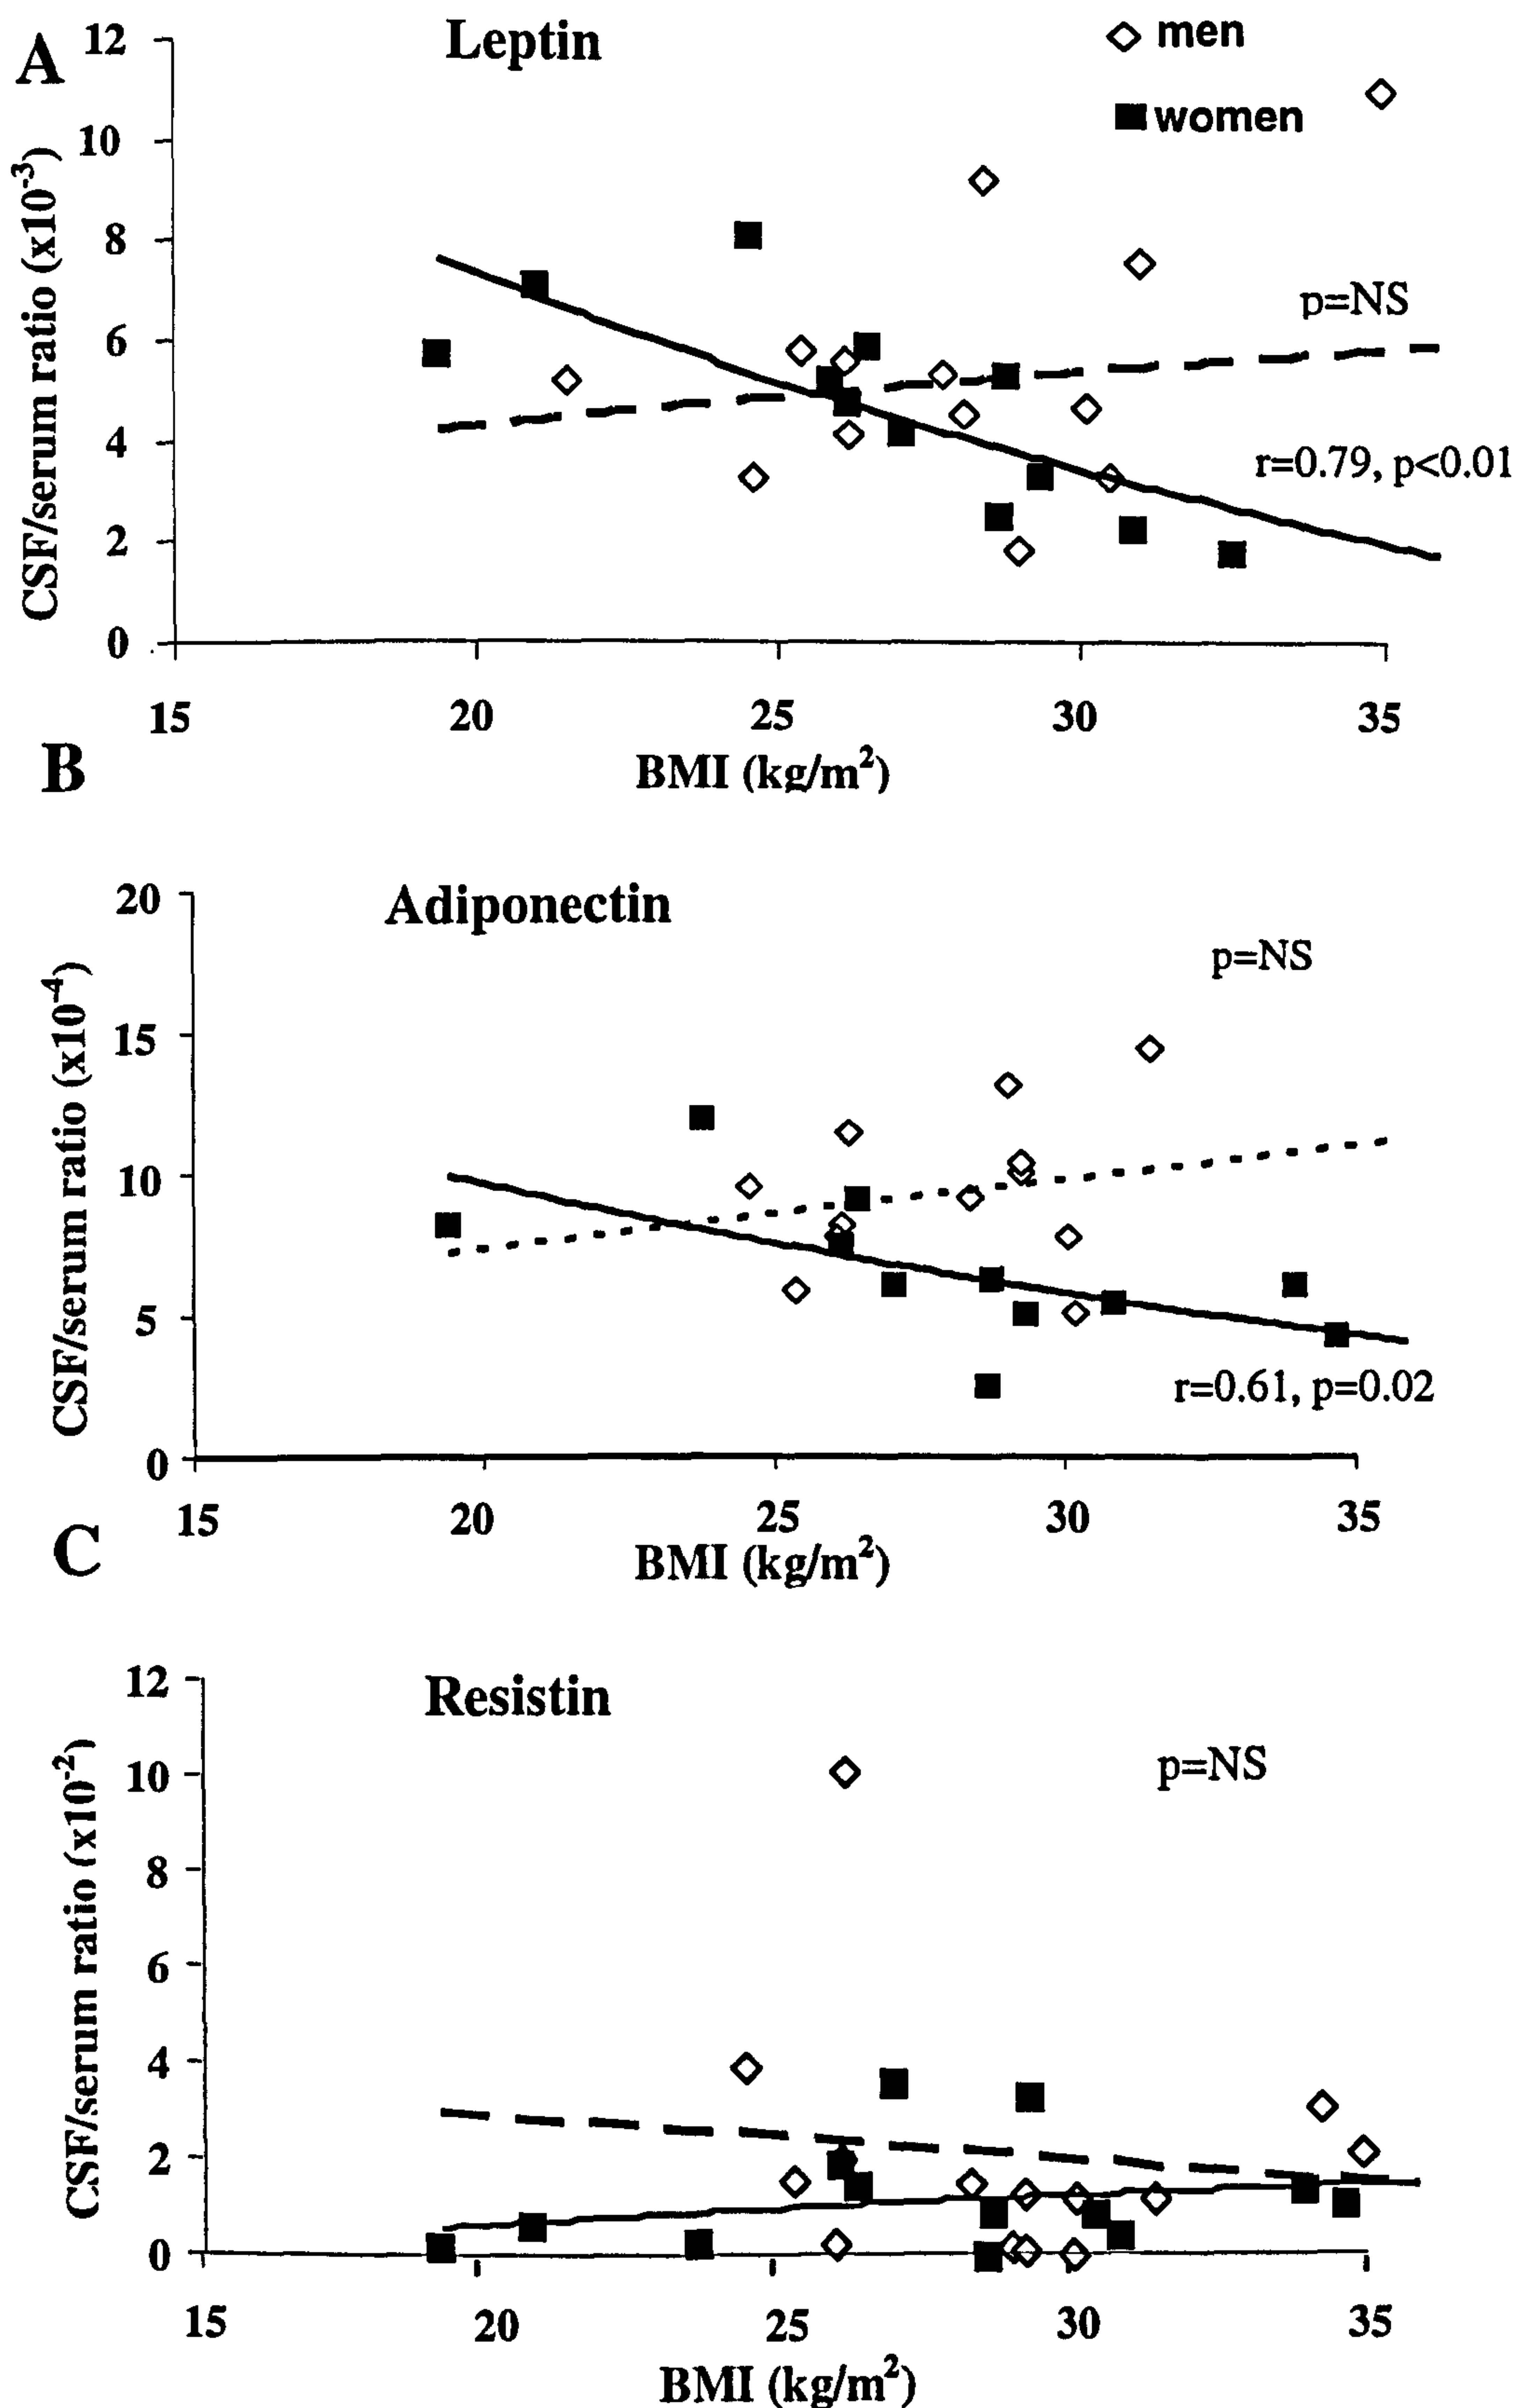 A
Leptin
men
women
12
10
8
6
4
2
0
CSF/serum ratio (x10⁻³)
p=NS
r=0.79, p<0.01
15 20 25 30 35
BMI (kg/m²)
B
Adiponectin
20
15
10
5
0
CSF/serum ratio (x10⁻⁴)
p=NS
r=0.61, p=0.02
15 20 25 30 35
BMI (kg/m²)
C
Resistin
12
10
8
6
4
2
0
CSF/serum ratio (x10⁻²)
p=NS
15 20 25 30 35
BMI (kg/m²)